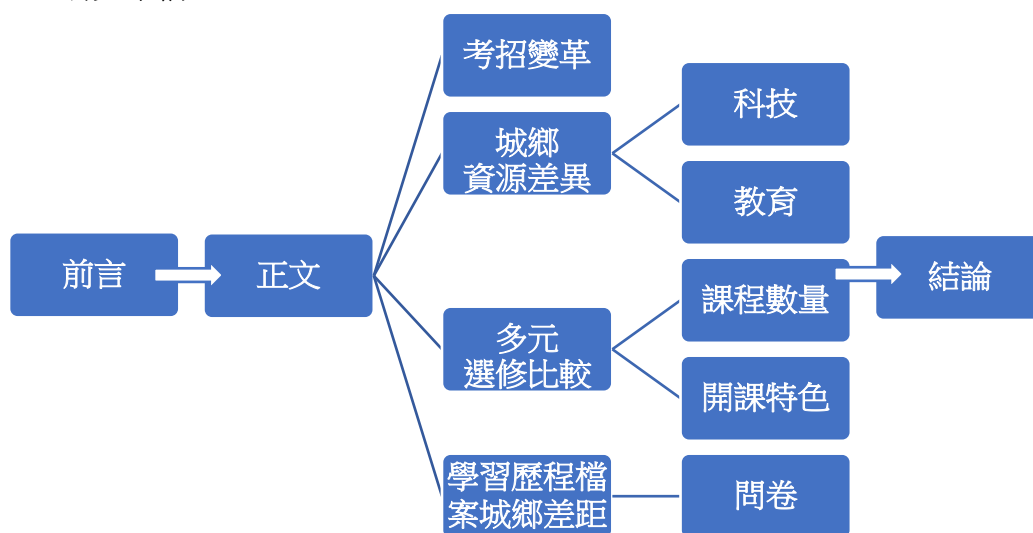 前言
正文
考招變革
城鄉
資源差異
科技
教育
多元
選修比較
課程數量
開課特色
學習歷程檔
案城鄉差距
問卷
結論